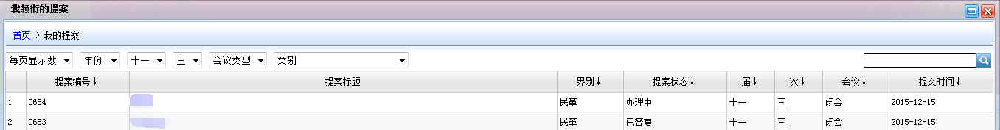 我领衔的提案
首页 > 我的提案
每页显示数 年份 十一 三 会议类型 类别
提案编号↓ 提案标题 界别↓ 提案状态↓ 届↓ 次↓ 会议↓ 提交时间↓
1 0684 民革 办理中 十一 三 闭会 2015-12-15
2 0683 民革 已答复 十一 三 闭会 2015-12-15